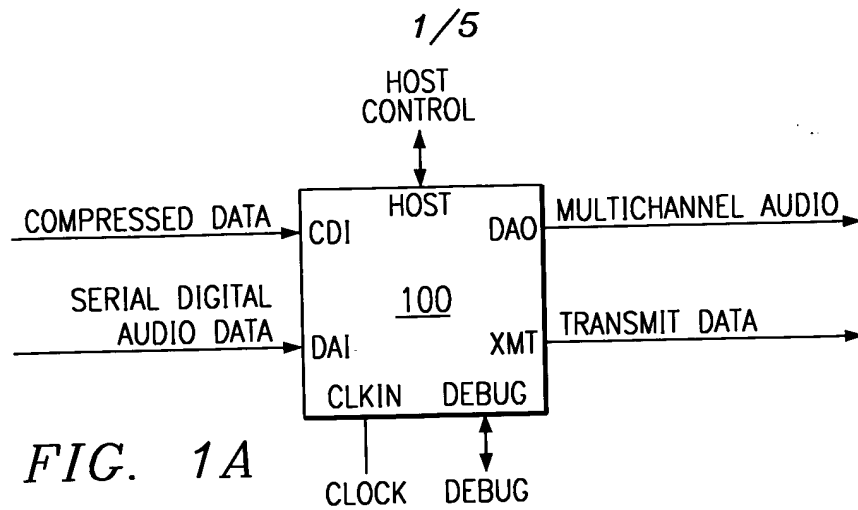 1/5
HOST
CONTROL
HOST
COMPRESSED DATA
CDI
DAO
MULTICHANNEL AUDIO
SERIAL DIGITAL
AUDIO DATA
100
DAI
XMT
TRANSMIT DATA
CLKIN
DEBUG
FIG. 1A
CLOCK
DEBUG